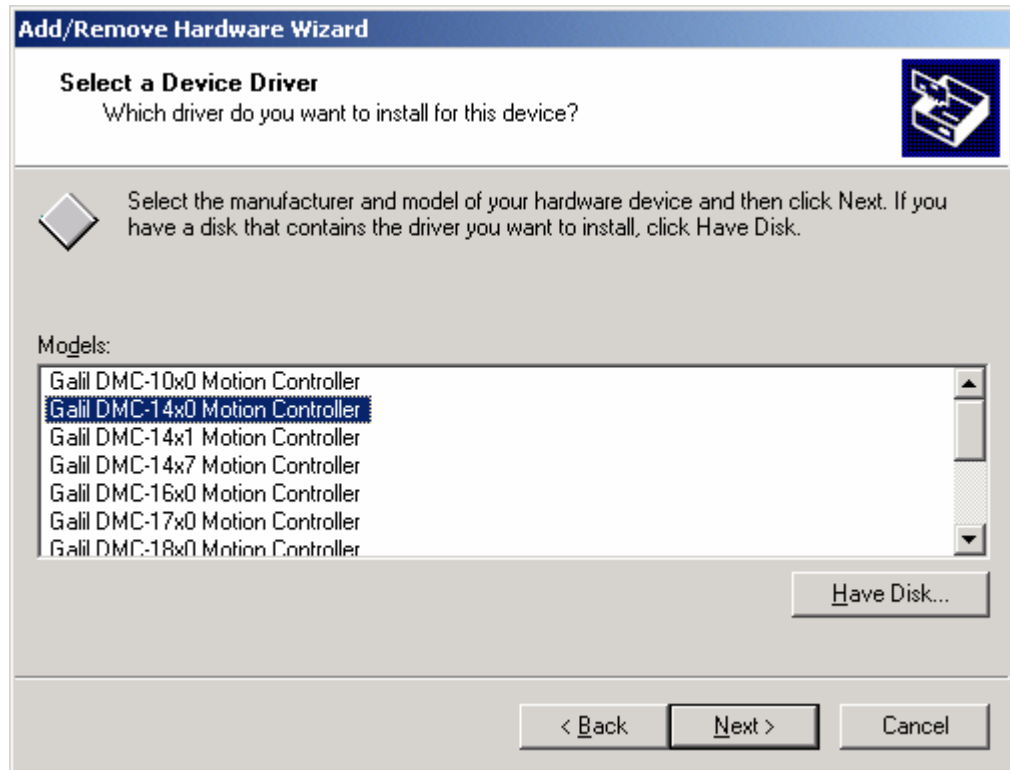 Add/Remove Hardware Wizard
Select a Device Driver
Which driver do you want to install for this device?
Select the manufacturer and model of your hardware device and then click Next. If you
have a disk that contains the driver you want to install, click Have Disk.
Models:
Galil DMC-10x0 Motion Controller
Galil DMC-14x0 Motion Controller
Galil DMC-14x1 Motion Controller
Galil DMC-14x7 Motion Controller
Galil DMC-16x0 Motion Controller
Galil DMC-17x0 Motion Controller
Galil DMC-18x0 Motion Controller
Have Disk...
< Back
Next >
Cancel